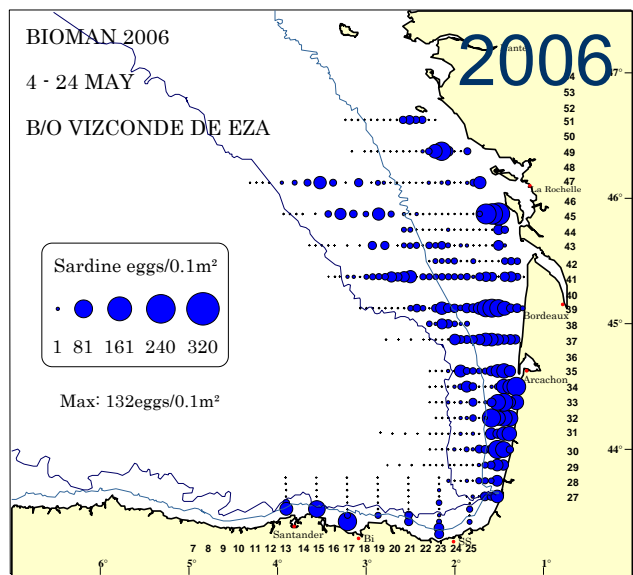 BIOMAN 2006
4 - 24 MAY
B/O VIZCONDE DE EZA
2006
47°
53
52
51
50
49
48
47
La Rochelle
46
46°
45
44
43
42
41
40
39
Bordeaux
38
45°
37
36
35
Arcachon
34
33
32
31
44°
30
29
28
27
Sardine eggs/0.1m²
1 81 161 240 320
Max: 132eggs/0.1m²
Santander
Bi
SS
7 8 9 10 11 12 13 14 15 16 17 18 19 20 21 22 23 24 25
6° 5° 4° 3° 2° 1°